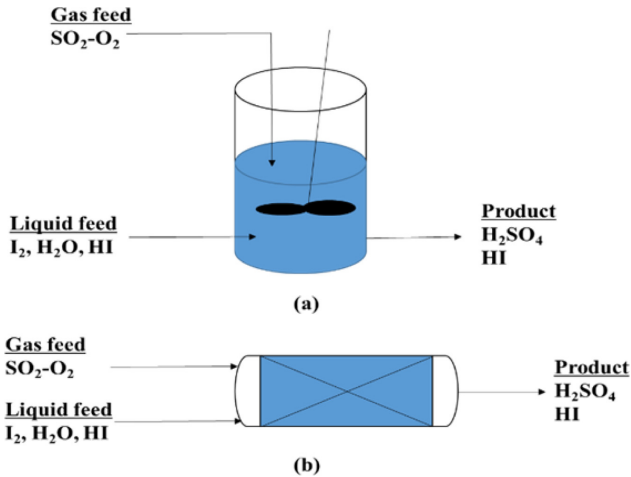 Gas feed
SO₂-O₂
Liquid feed
I₂, H₂O, HI
Product
H₂SO₄
HI
(a)
Gas feed
SO₂-O₂
Liquid feed
I₂, H₂O, HI
Product
H₂SO₄
HI
(b)